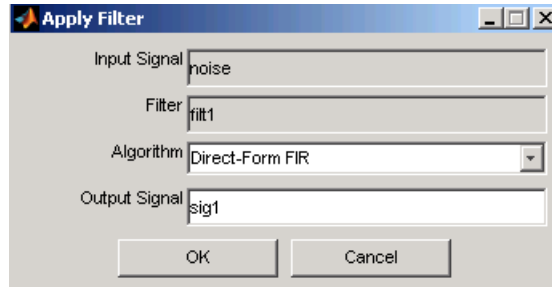 Apply Filter
Input Signal noise
Filter filt1
Algorithm Direct-Form FIR
Output Signal sig1
OK Cancel